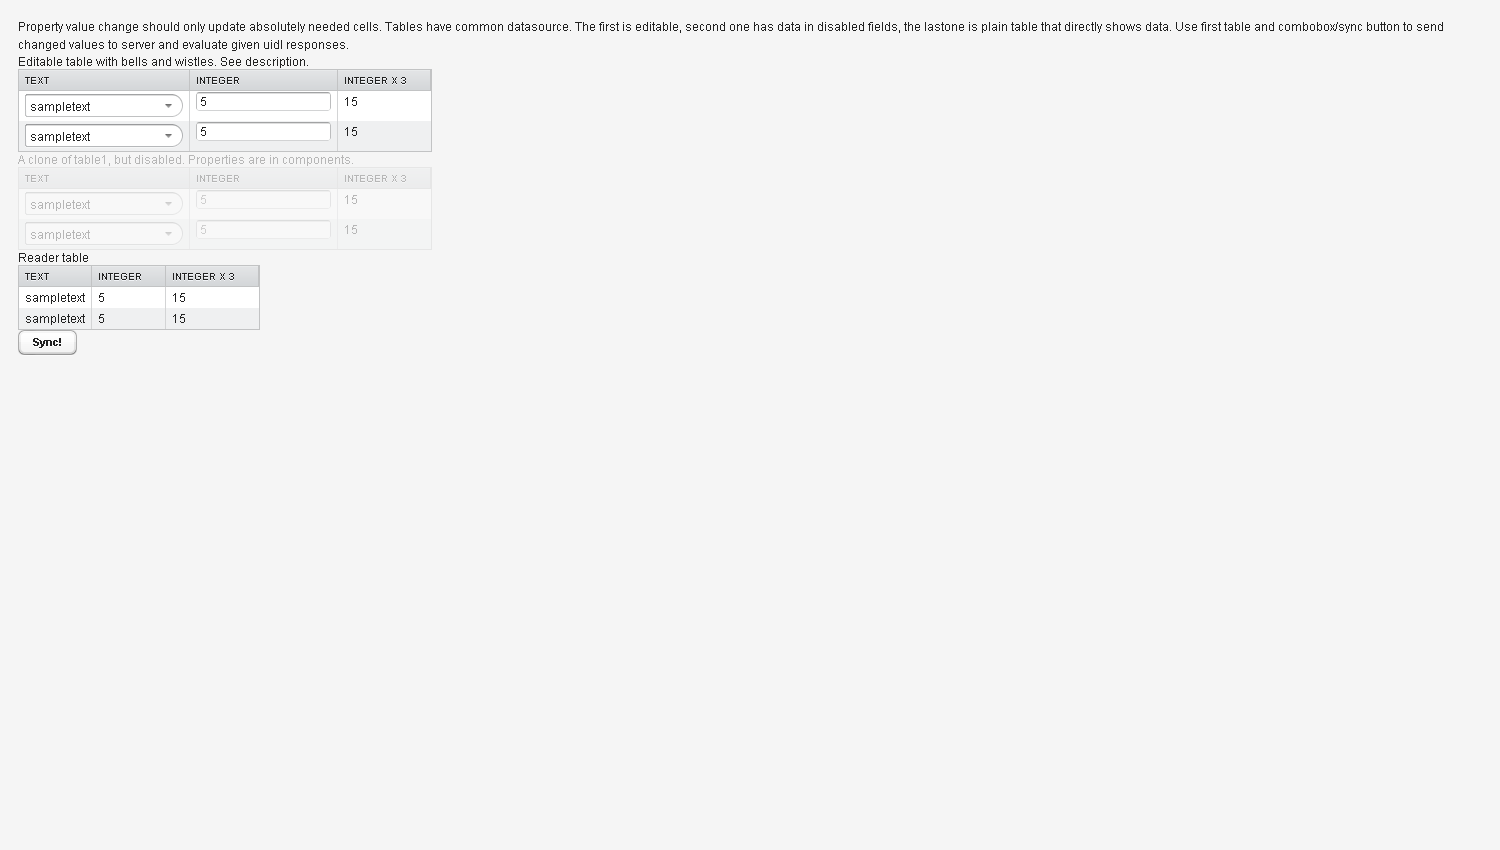 Property value change should only update absolutely needed cells. Tables have common datasource. The first is editable, second one has data in disabled fields, the lastone is plain table that directly shows data. Use first table and combobox/sync button to send
changed values to server and evaluate given uidl responses.
Editable table with bells and wistles. See description.
TEXT INTEGER INTEGER X 3
sampletext 5 15
sampletext 5 15
A clone of table1, but disabled. Properties are in components.
TEXT INTEGER INTEGER X 3
sampletext 5 15
sampletext 5 15
Reader table
TEXT INTEGER INTEGER X 3
sampletext 5 15
sampletext 5 15
Sync!